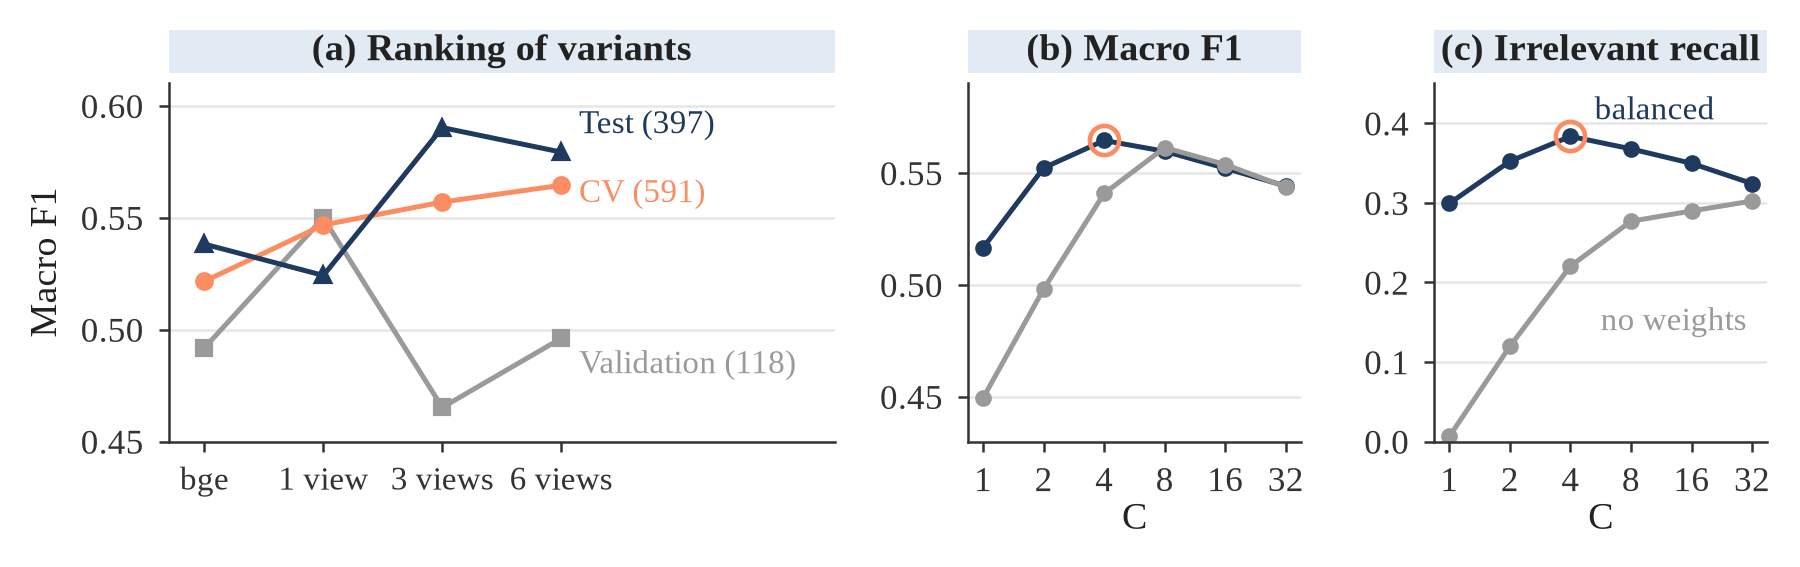 (a) Ranking of variants
Macro F1
0.60
0.55
0.50
0.45
Test (397)
CV (591)
Validation (118)
bge 1 view 3 views 6 views
(b) Macro F1
0.55
0.50
0.45
1 2 4 8 16 32
C
(c) Irrelevant recall
0.4
0.3
0.2
0.1
0.0
balanced
no weights
1 2 4 8 16 32
C